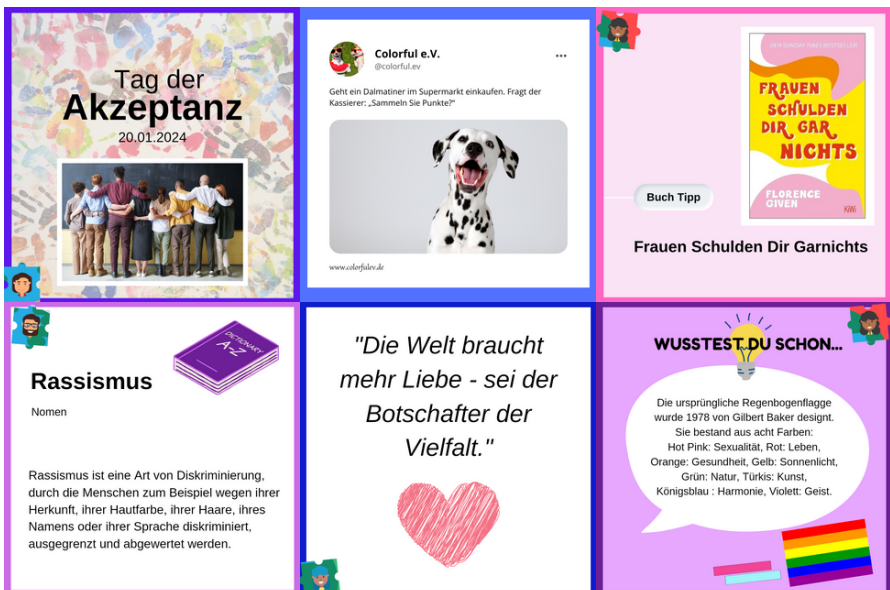 Tag der
Akzeptanz
20.01.2024
Colorful e.V.
@colorful.ev
Geht ein Dalmatiner im Supermarkt einkaufen. Fragt der
Kassierer: „Sammeln Sie Punkte?“
www.colorfulev.de
DER SUNDAY TIMES BESTSELLER
FRAUEN
SCHULDEN
DIR GAR
NICHTS
FLORENCE
GIVEN
KiWi
Buch Tipp
Frauen Schulden Dir Garnichts
DICTIONARY
A-Z
Rassismus
Nomen
Rassismus ist eine Art von Diskriminierung,
durch die Menschen zum Beispiel wegen ihrer
Herkunft, ihrer Hautfarbe, ihrer Haare, ihres
Namens oder ihrer Sprache diskriminiert,
ausgegrenzt und abgewertet werden.
"Die Welt braucht
mehr Liebe - sei der
Botschafter der
Vielfalt."
WUSSTEST DU SCHON...
Die ursprüngliche Regenbogenflagge
wurde 1978 von Gilbert Baker designt.
Sie bestand aus acht Farben:
Hot Pink: Sexualität, Rot: Leben,
Orange: Gesundheit, Gelb: Sonnenlicht,
Grün: Natur, Türkis: Kunst,
Königsblau : Harmonie, Violett: Geist.